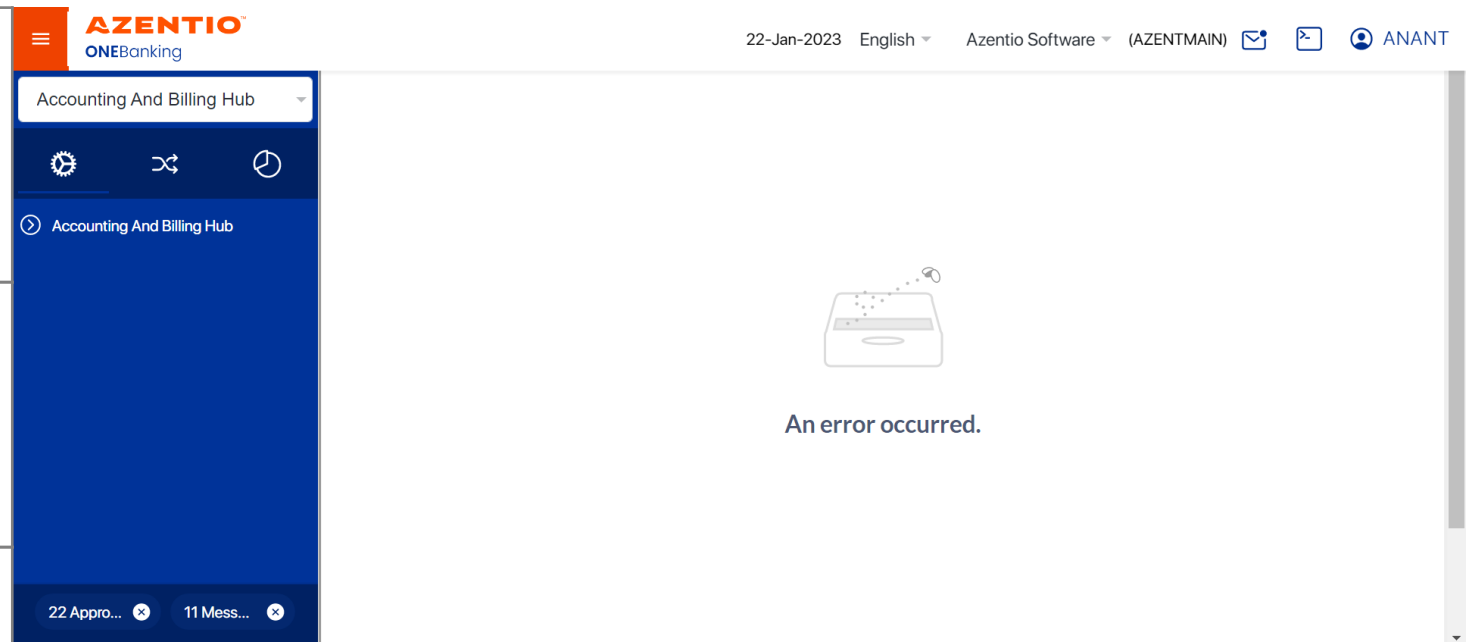 AZENTIO™
ONEBanking
22-Jan-2023 English Azentio Software (AZENTMAIN) ANANT
Accounting And Billing Hub
Accounting And Billing Hub
An error occurred.
22 Appro... 11 Mess...